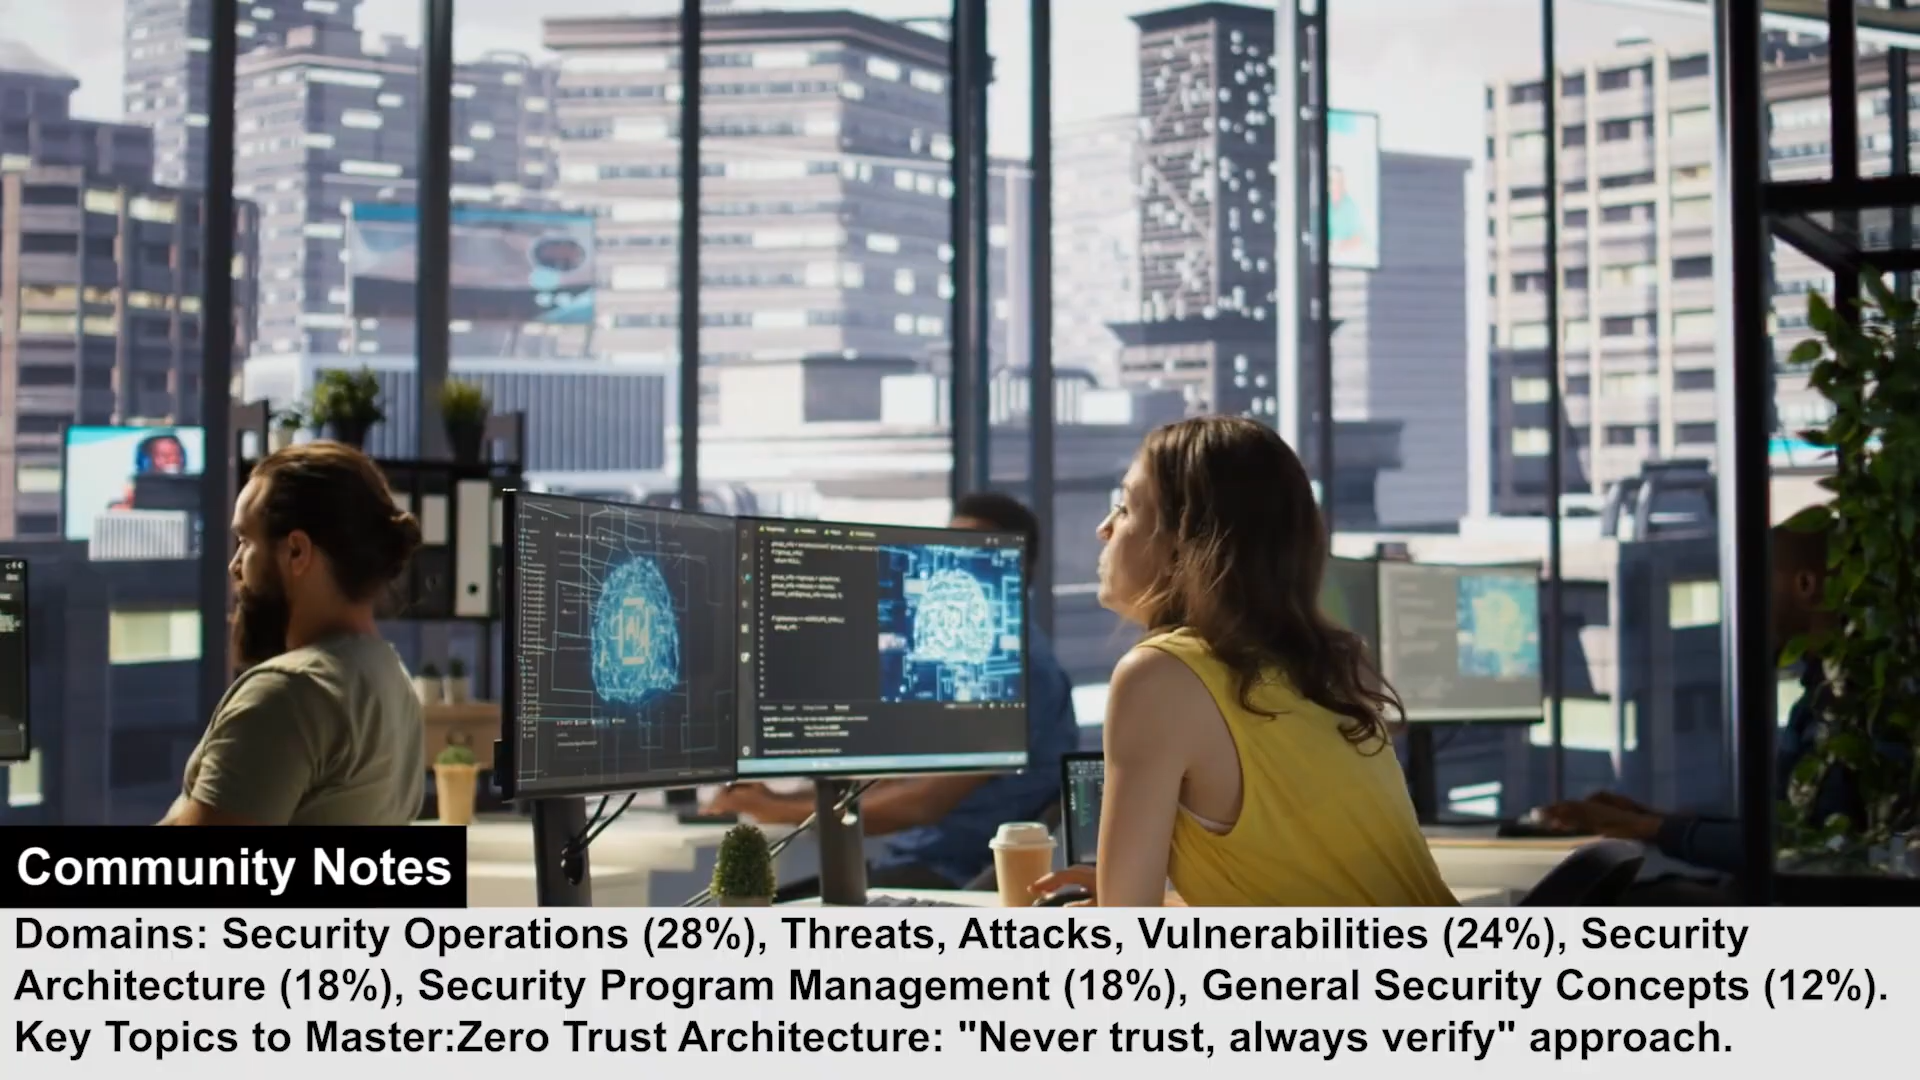 Community Notes
Domains: Security Operations (28%), Threats, Attacks, Vulnerabilities (24%), Security
Architecture (18%), Security Program Management (18%), General Security Concepts (12%).
Key Topics to Master:Zero Trust Architecture: "Never trust, always verify" approach.